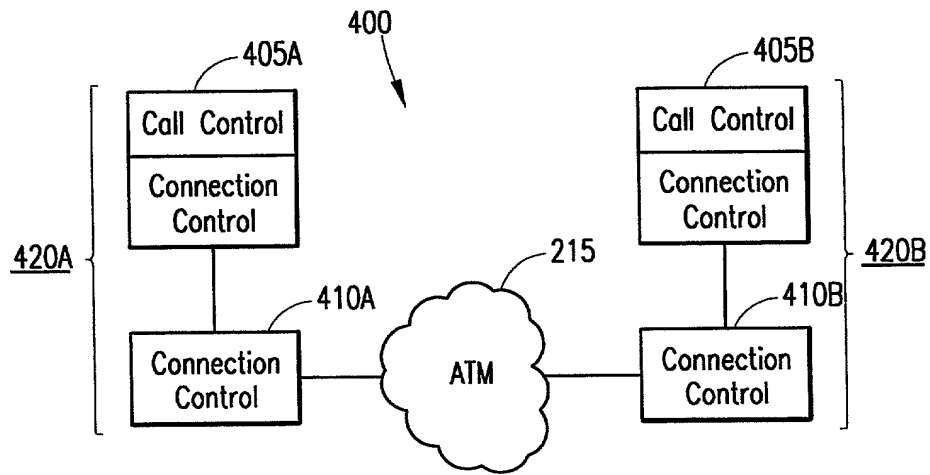 400
405A
405B
Call Control
Call Control
Connection
Control
Connection
Control
420A
420B
215
410A
410B
Connection
Control
ATM
Connection
Control